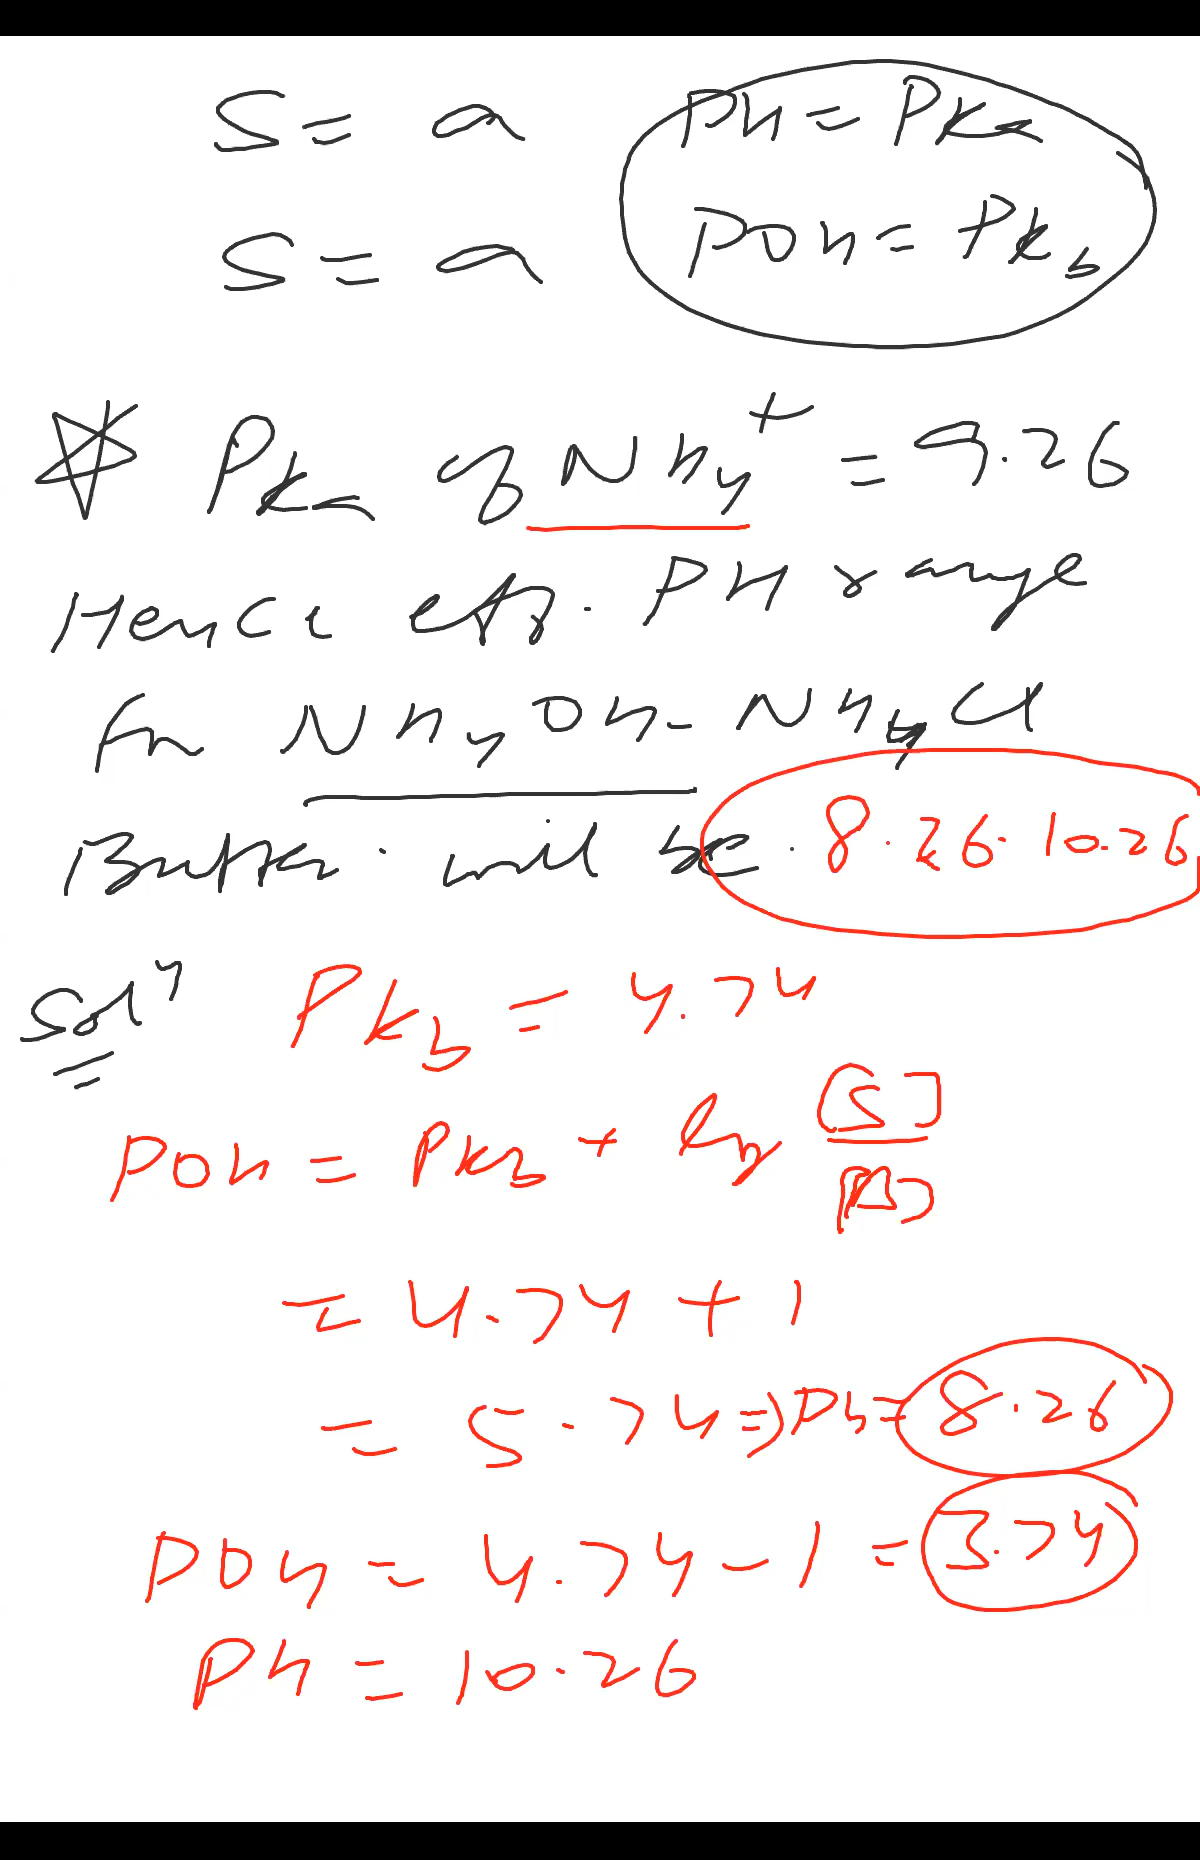 S = a PH = PKa
S = a POH = PKb
☆ PKa of NH4+ = 9.26
Hence eff. PH range
for NH4OH - NH4Cl
Buffer. will be. 8.26-10.26
Solⁿ PKb = 4.74
POH = PKb + log [S]/[B]
= 4.74 + 1
= 5.74 ⇒ PH = 8.26
POH = 4.74 - 1 = 3.74
PH = 10.26